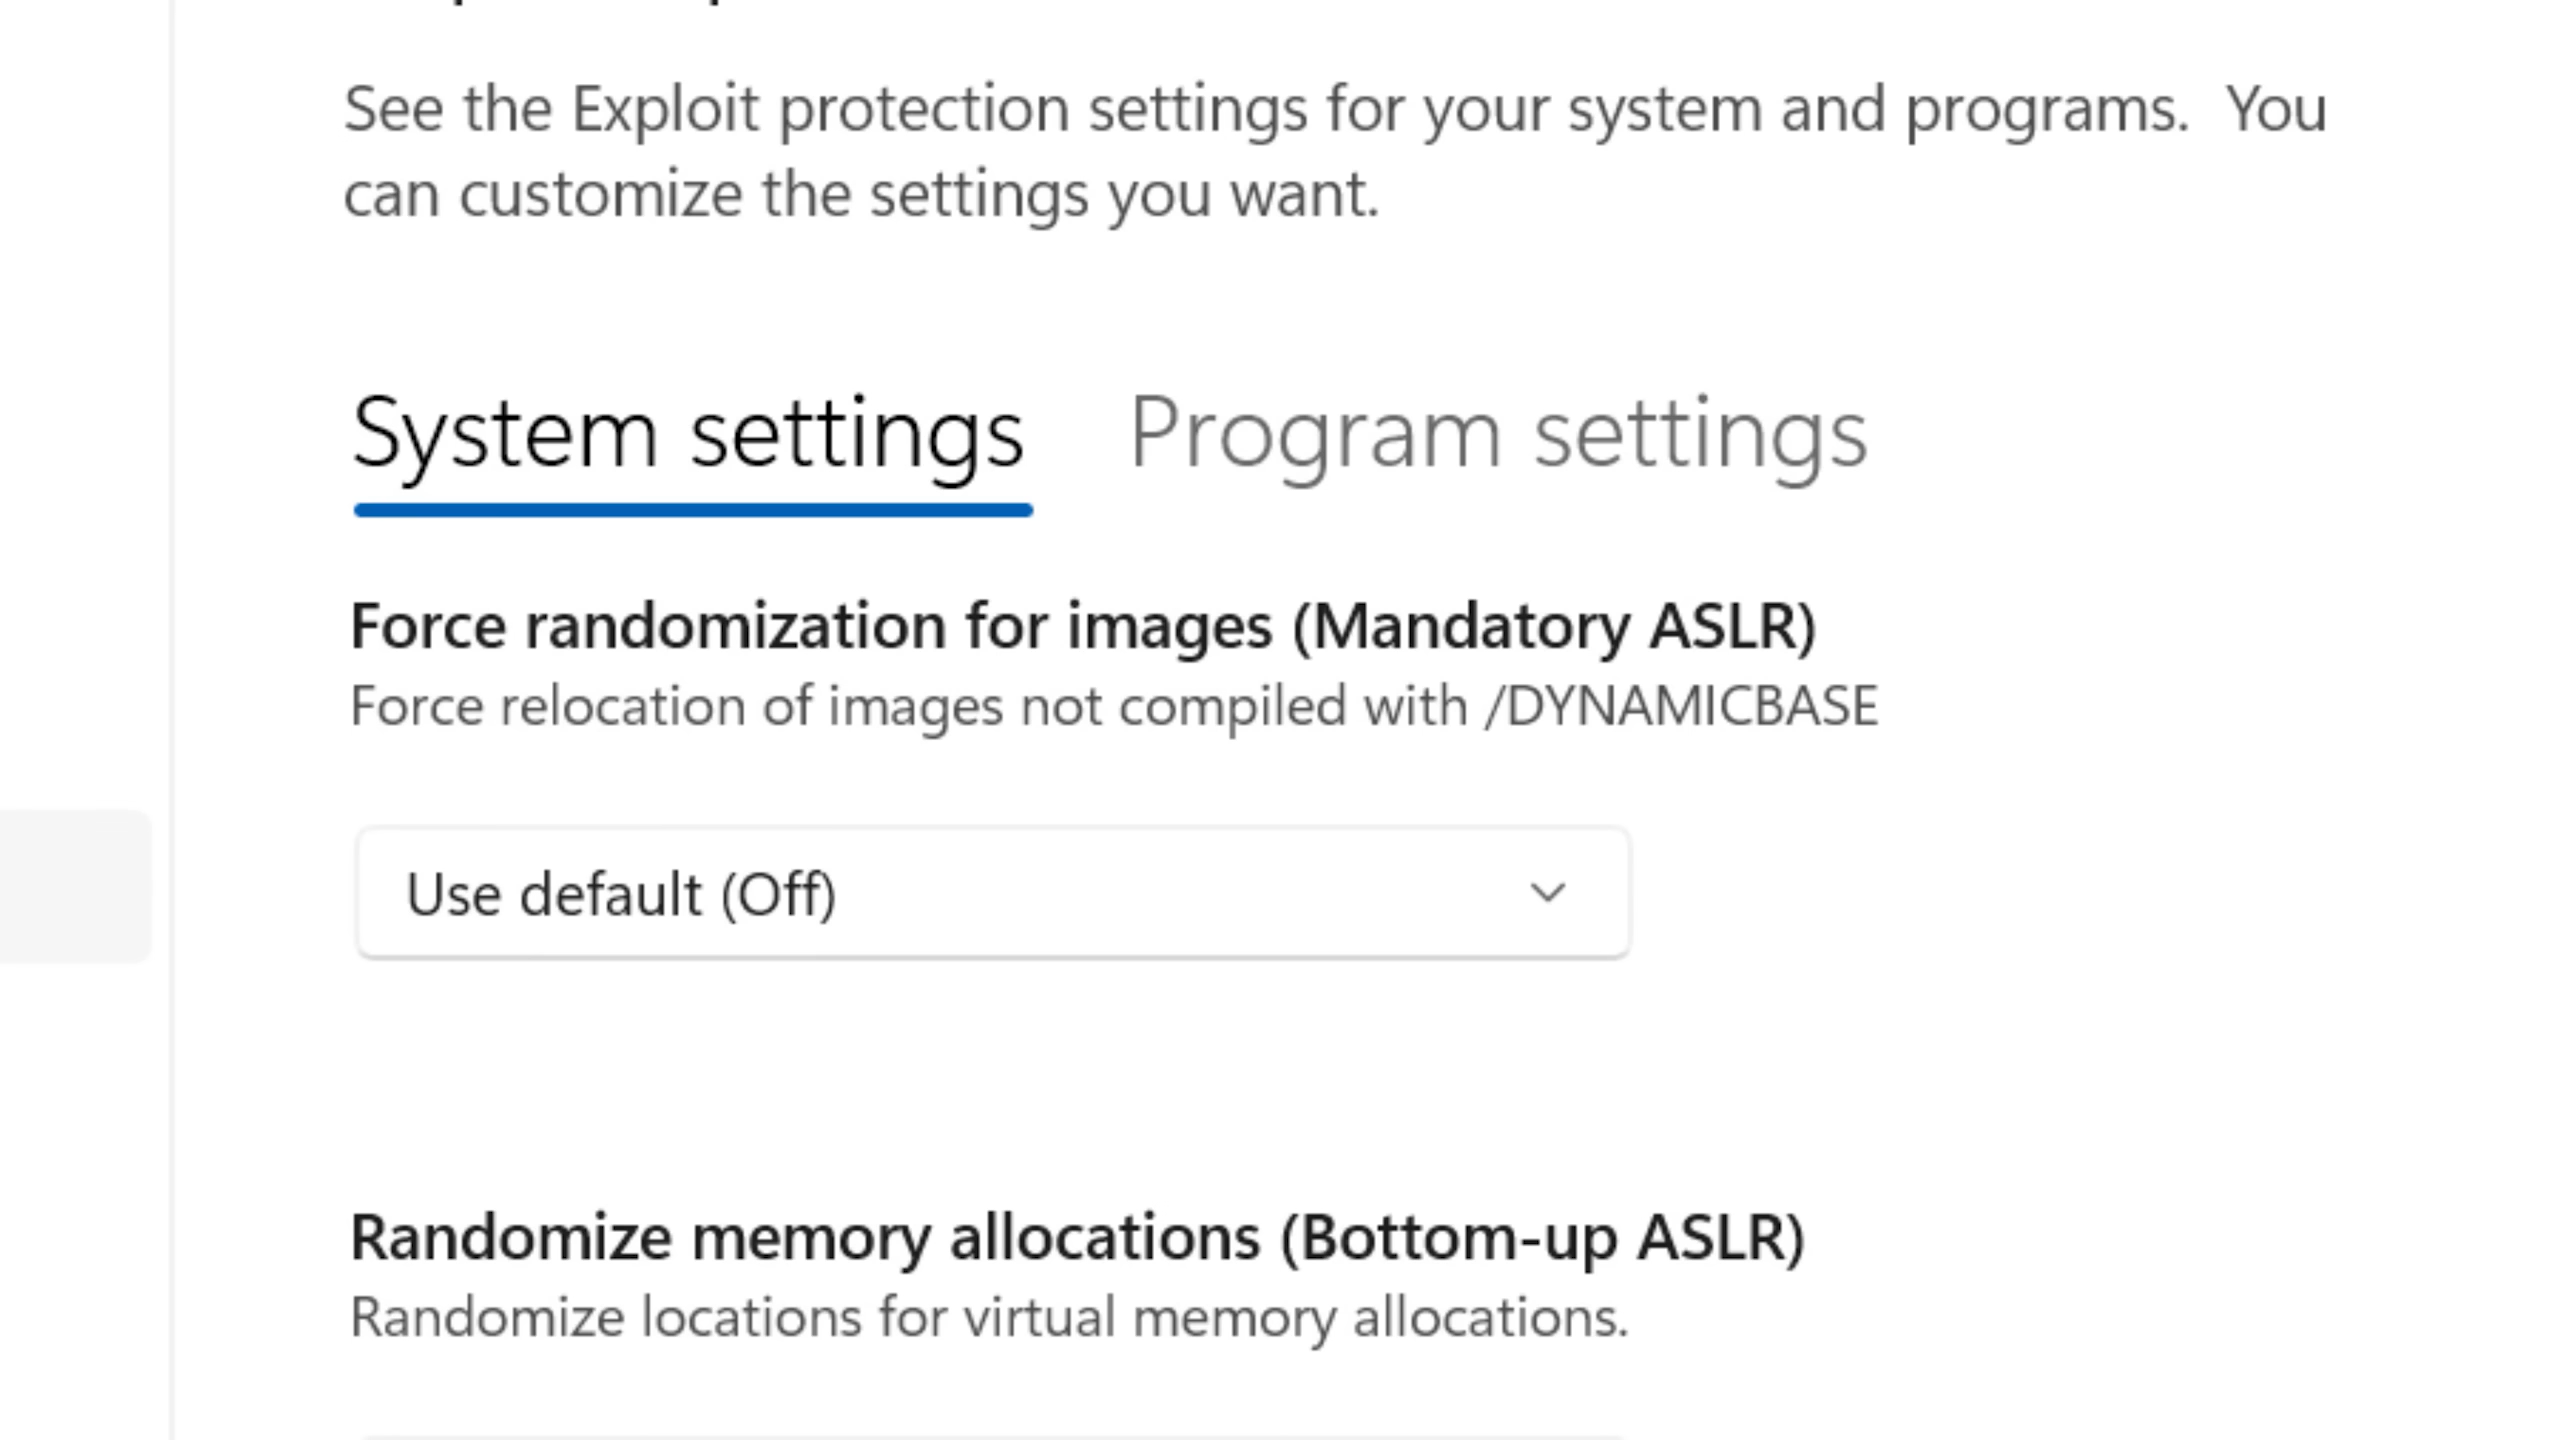 See the Exploit protection settings for your system and programs.  You
can customize the settings you want.
System settings Program settings
Force randomization for images (Mandatory ASLR)
Force relocation of images not compiled with /DYNAMICBASE
Use default (Off)
Randomize memory allocations (Bottom-up ASLR)
Randomize locations for virtual memory allocations.